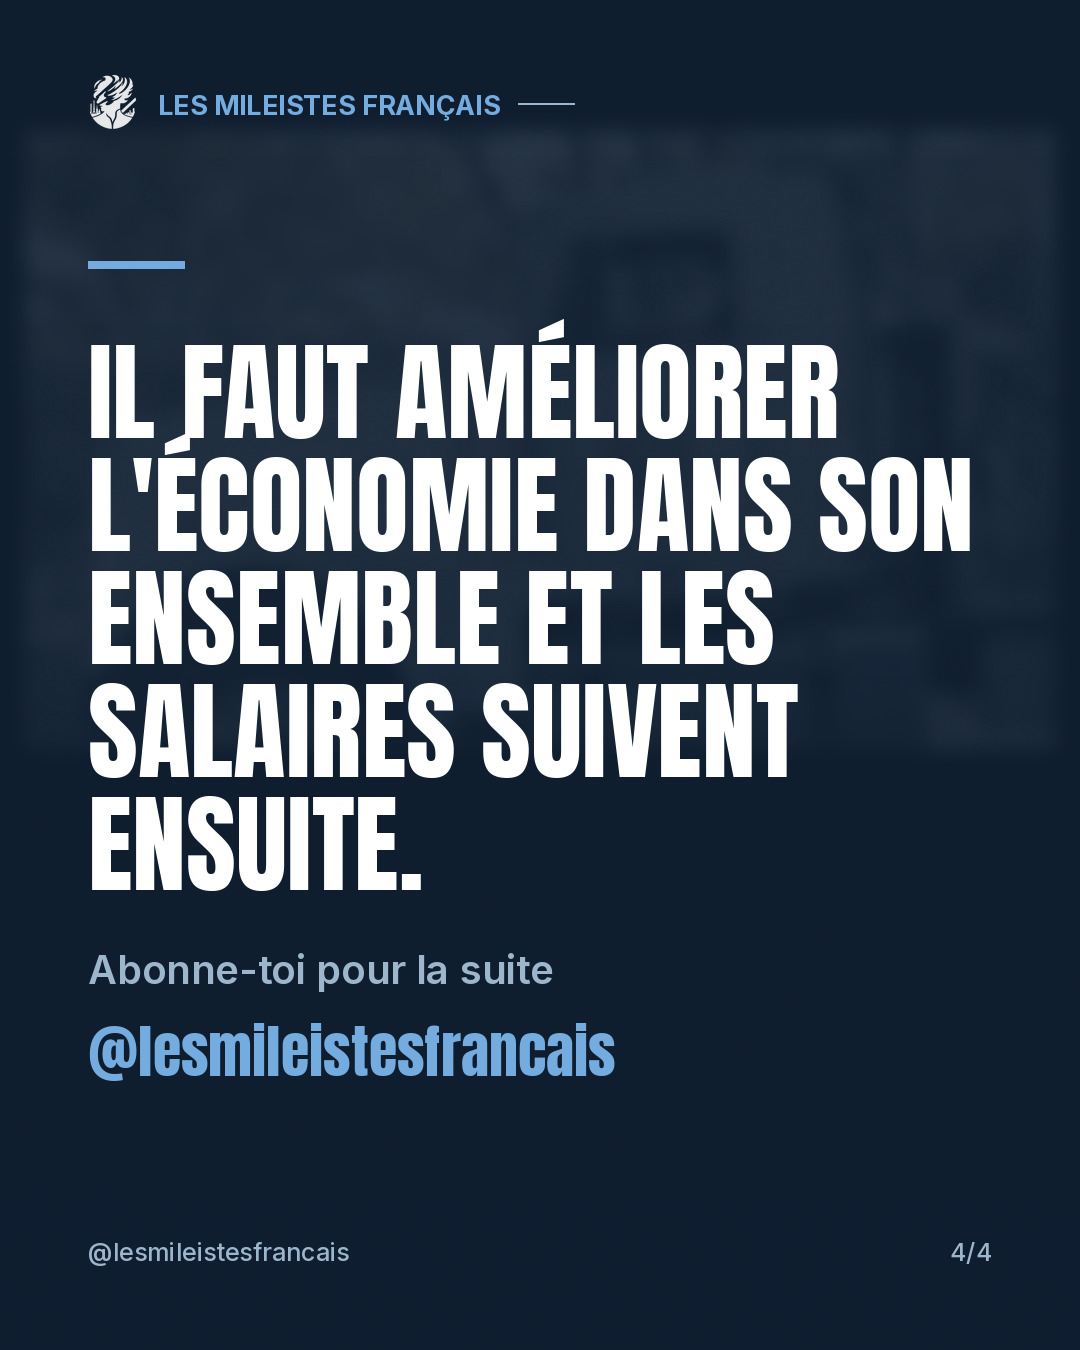 LES MILEISTES FRANÇAIS
IL FAUT AMÉLIORER
L'ÉCONOMIE DANS SON
ENSEMBLE ET LES
SALAIRES SUIVENT
ENSUITE.
Abonne-toi pour la suite
@lesmileistesfrancais
@lesmileistesfrancais
4/4